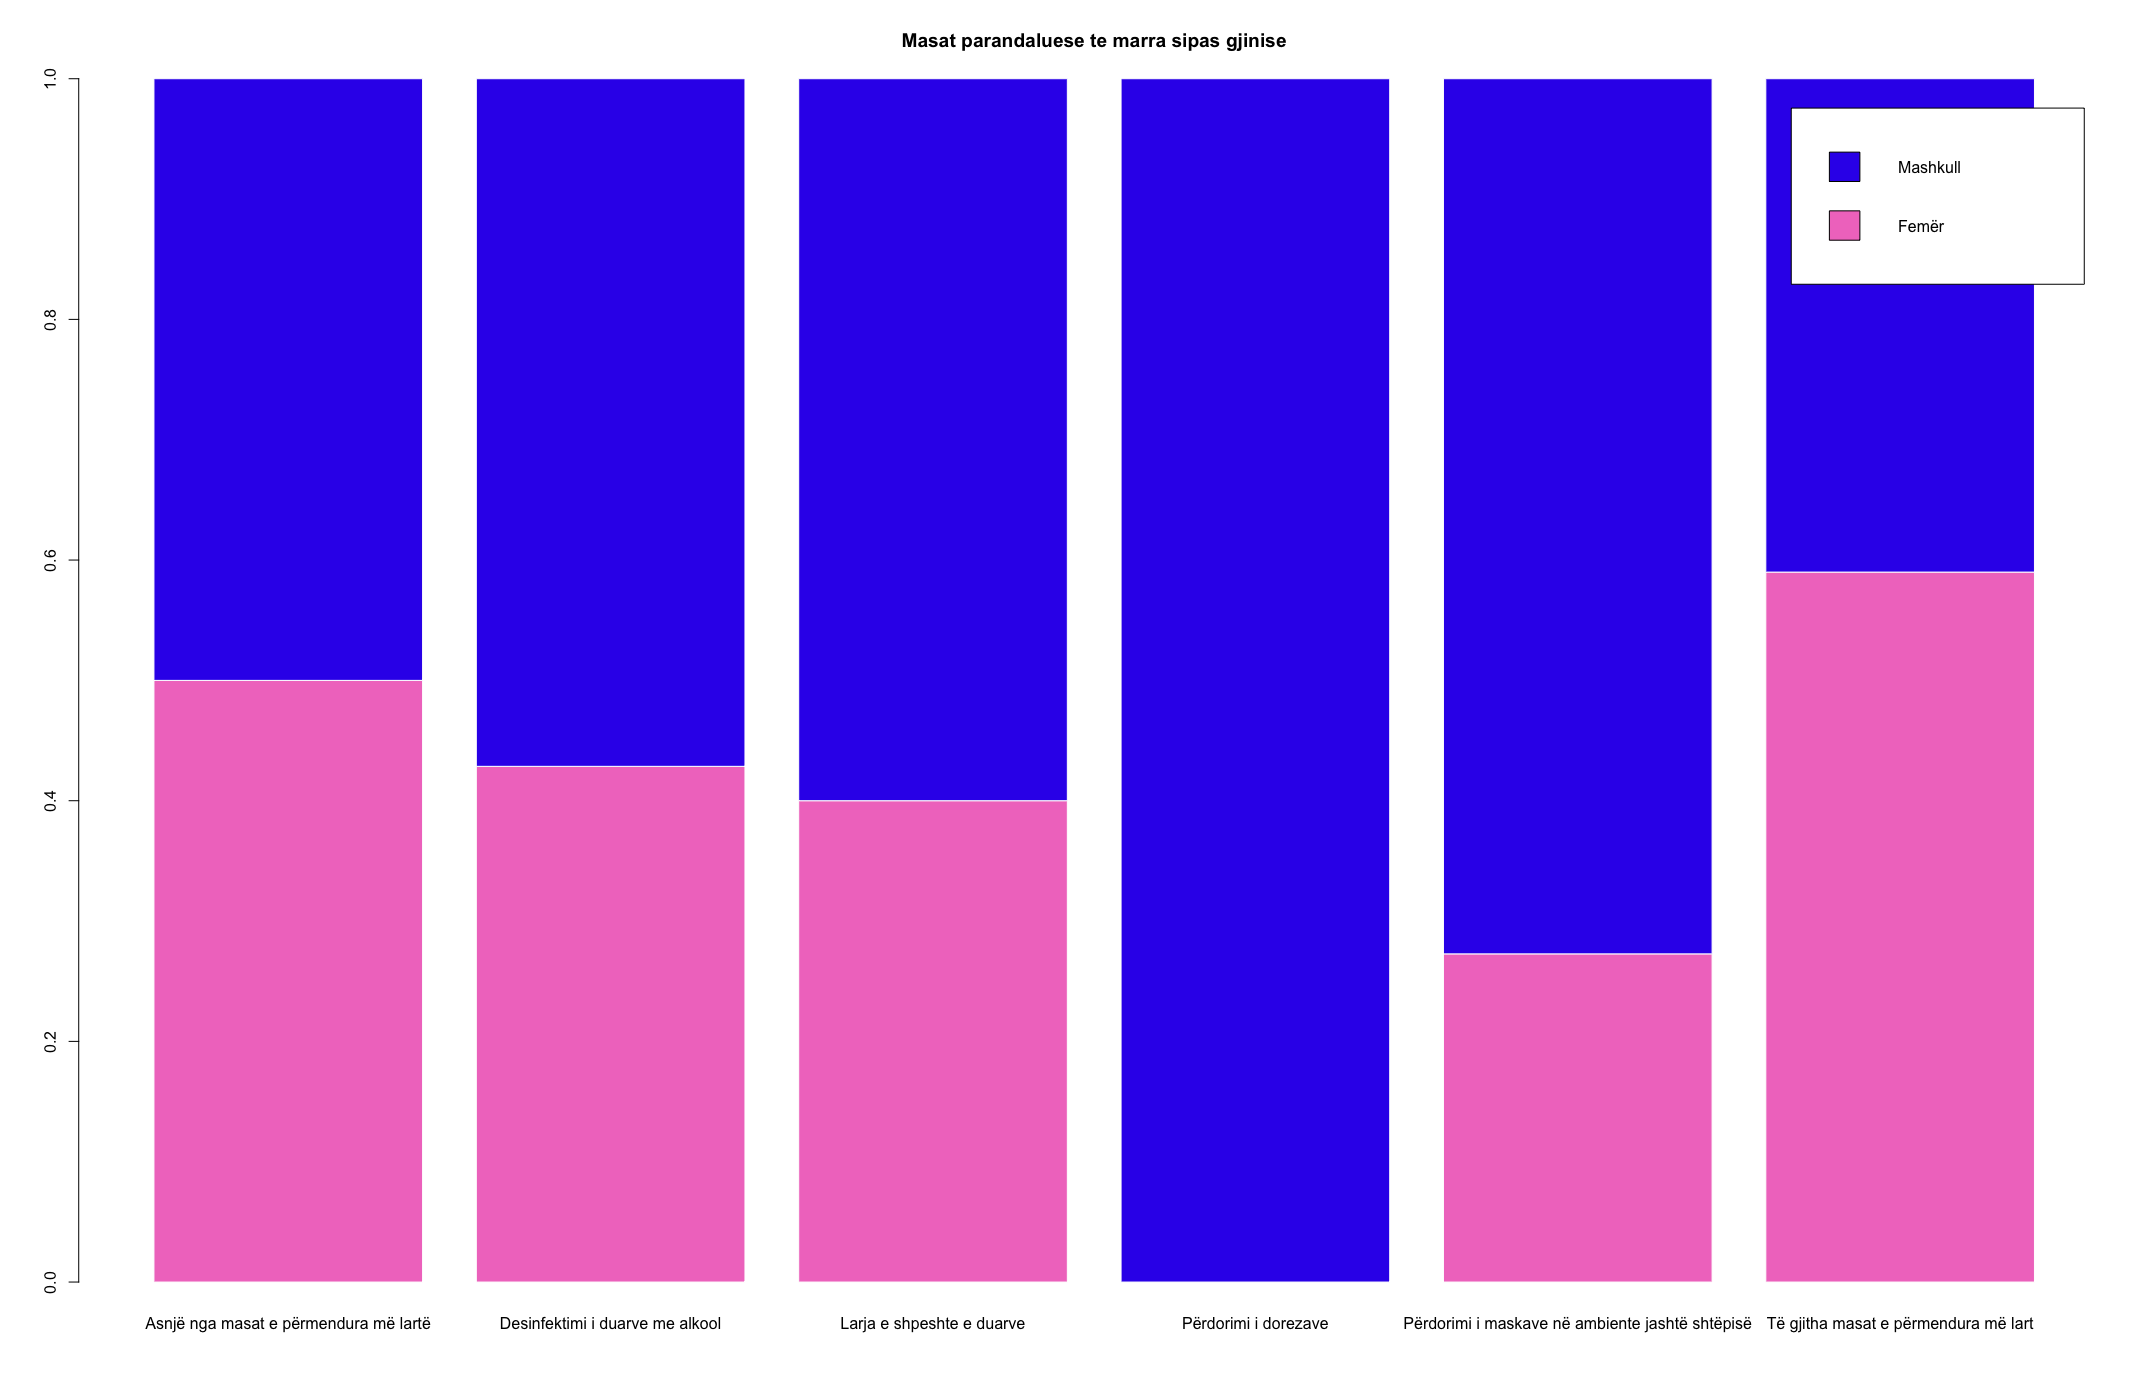 Masat parandaluese te marra sipas gjinise
1.0
0.8
0.6
0.4
0.2
0.0
Mashkull
Femër
Asnjë nga masat e përmendura më lartë
Desinfektimi i duarve me alkool
Larja e shpeshte e duarve
Përdorimi i dorezave
Përdorimi i maskave në ambiente jashtë shtëpisë
Të gjitha masat e përmendura më lart